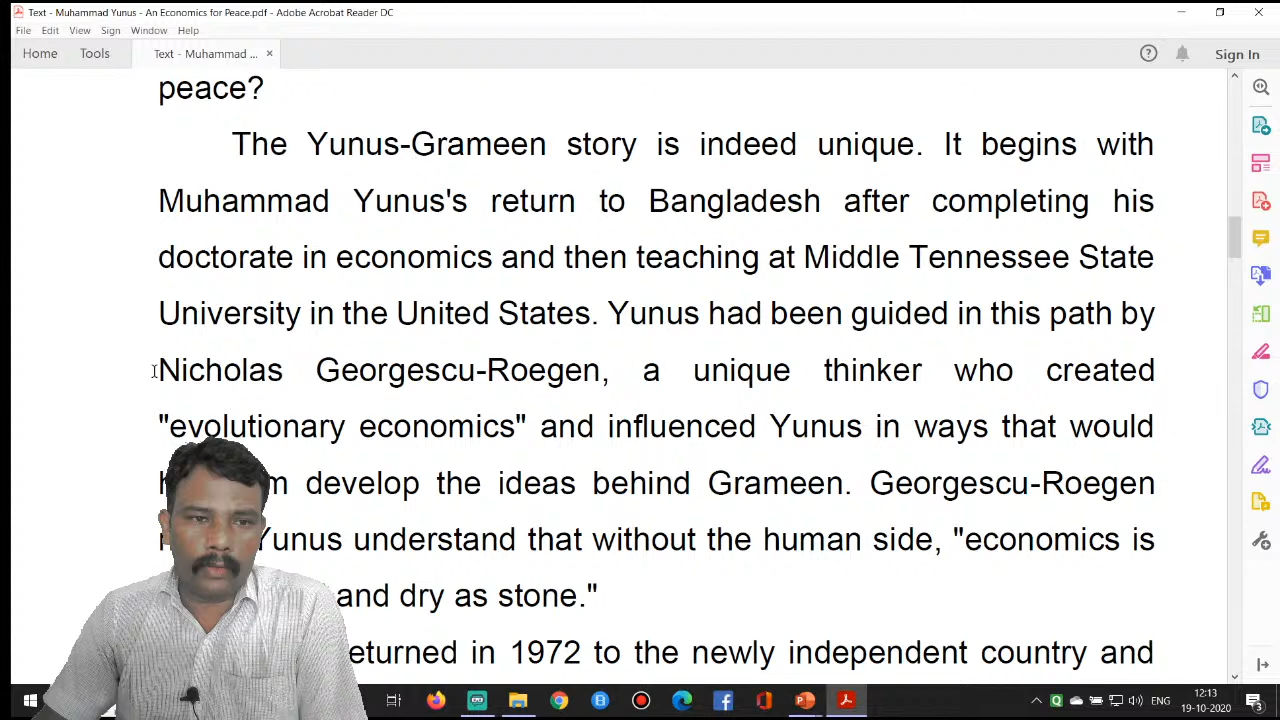 Text - Muhammad Yunus - An Economics for Peace.pdf - Adobe Acrobat Reader DC
File Edit View Sign Window Help
Home Tools Text - Muhammad ... × Sign In
peace?
The Yunus-Grameen story is indeed unique. It begins with
Muhammad Yunus's return to Bangladesh after completing his
doctorate in economics and then teaching at Middle Tennessee State
University in the United States. Yunus had been guided in this path by
Nicholas Georgescu-Roegen, a unique thinker who created
"evolutionary economics" and influenced Yunus in ways that would
develop the ideas behind Grameen. Georgescu-Roegen
Yunus understand that without the human side, "economics is
and dry as stone."
eturned in 1972 to the newly independent country and
ENG
12:13
19-10-2020